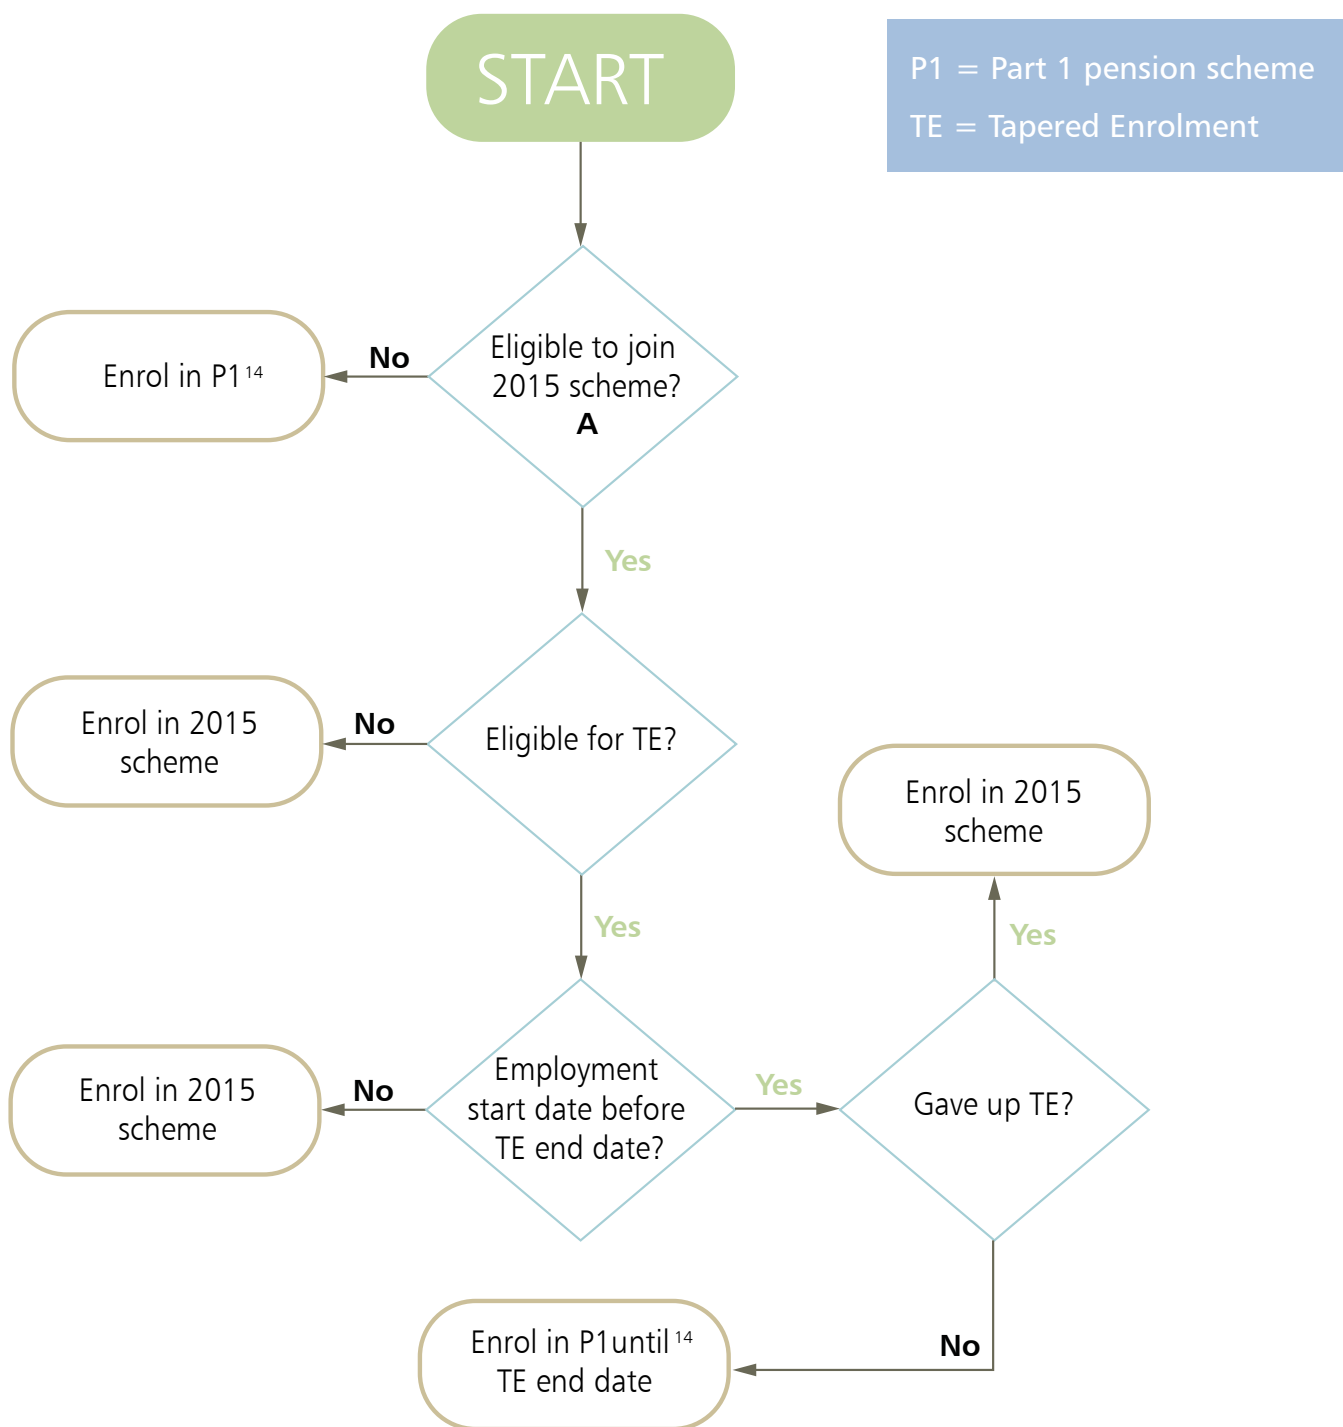 START
P1 = Part 1 pension scheme
TE = Tapered Enrolment
Eligible to join
2015 scheme?
A
No
Enrol in P1 14
Yes
Eligible for TE?
No
Enrol in 2015
scheme
Yes
Enrol in 2015
scheme
Yes
Employment
start date before
TE end date?
No
Enrol in 2015
scheme
Yes
Gave up TE?
No
Enrol in P1until 14
TE end date